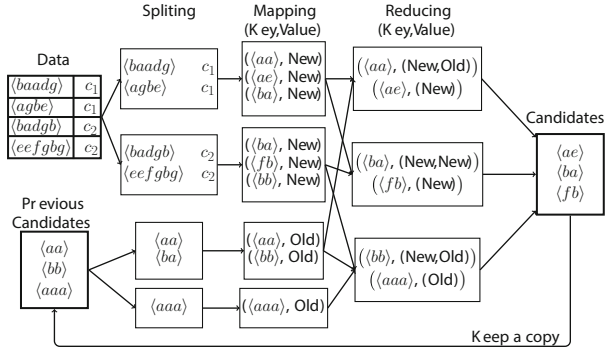 Spliting
Mapping
(K ey,Value)
Reducing
(K ey,Value)
Data
⟨baadg⟩ c₁
⟨agbe⟩ c₁
⟨badgb⟩ c₂
⟨eefgbg⟩ c₂
⟨baadg⟩ c₁
⟨agbe⟩ c₁
⟨badgb⟩ c₂
⟨eefgbg⟩ c₂
(⟨aa⟩, New)
(⟨ae⟩, New)
(⟨ba⟩, New)
(⟨ba⟩, New)
(⟨fb⟩, New)
(⟨bb⟩, New)
(⟨aa⟩, (New,Old))
(⟨ae⟩, (New))
(⟨ba⟩, (New,New))
(⟨fb⟩, (New))
(⟨bb⟩, (New,Old))
(⟨aaa⟩, (Old))
Candidates
⟨ae⟩
⟨ba⟩
⟨fb⟩
Pr evious
Candidates
⟨aa⟩
⟨bb⟩
⟨aaa⟩
⟨aa⟩
⟨ba⟩
⟨aaa⟩
(⟨aa⟩, Old)
(⟨bb⟩, Old)
(⟨aaa⟩, Old)
K eep a copy